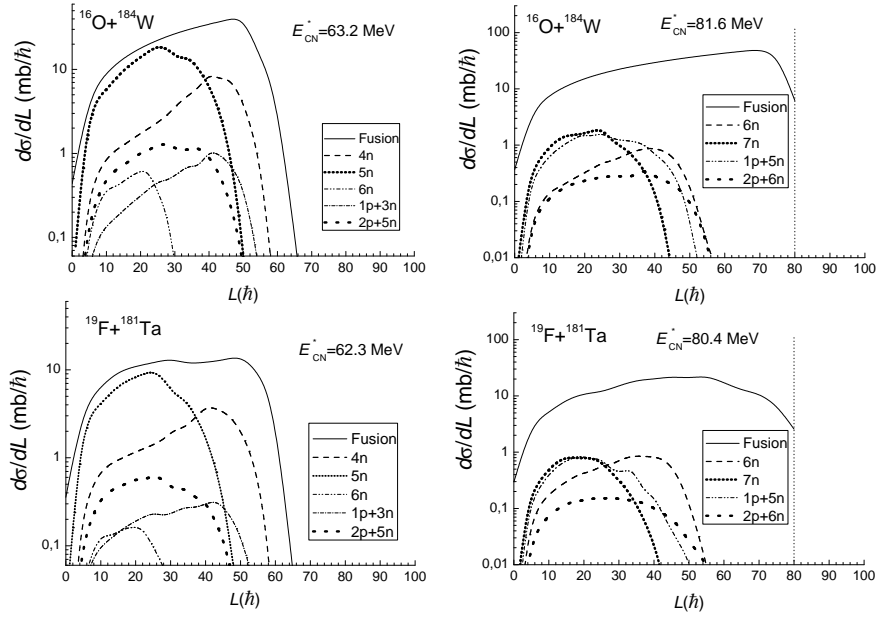 ¹⁶O+¹⁸⁴W
E*CN=63.2 MeV
dσ/dL (mb/ħ)
10
1
0,1
Fusion
4n
5n
6n
1p+3n
2p+5n
0 10 20 30 40 50 60 70 80 90 100
L(ħ)
¹⁶O+¹⁸⁴W
E*CN=81.6 MeV
dσ/dL (mb/ħ)
100
10
1
0,1
0,01
Fusion
6n
7n
1p+5n
2p+6n
0 10 20 30 40 50 60 70 80 90 100
L(ħ)
¹⁹F+¹⁸¹Ta
E*CN=62.3 MeV
dσ/dL (mb/ħ)
10
1
0,1
Fusion
4n
5n
6n
1p+3n
2p+5n
0 10 20 30 40 50 60 70 80 90 100
L(ħ)
¹⁹F+¹⁸¹Ta
E*CN=80.4 MeV
dσ/dL (mb/ħ)
100
10
1
0,1
0,01
Fusion
6n
7n
1p+5n
2p+6n
0 10 20 30 40 50 60 70 80 90 100
L(ħ)